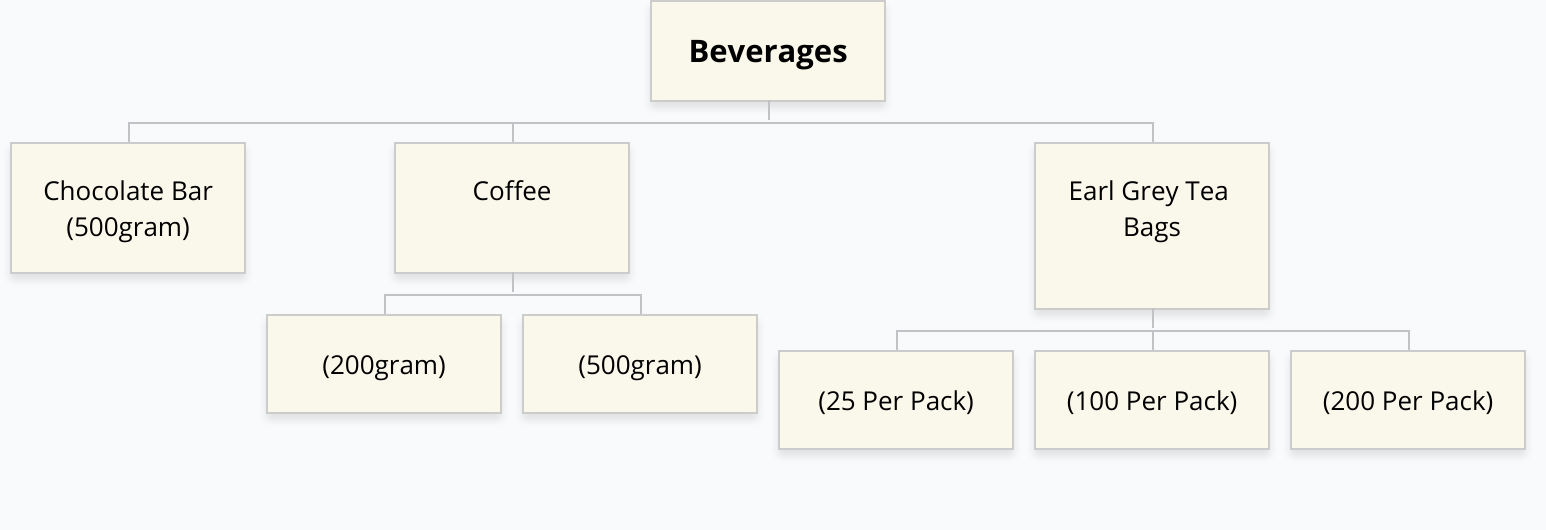 Beverages
Chocolate Bar
(500gram)
Coffee
Earl Grey Tea
Bags
(200gram)
(500gram)
(25 Per Pack)
(100 Per Pack)
(200 Per Pack)